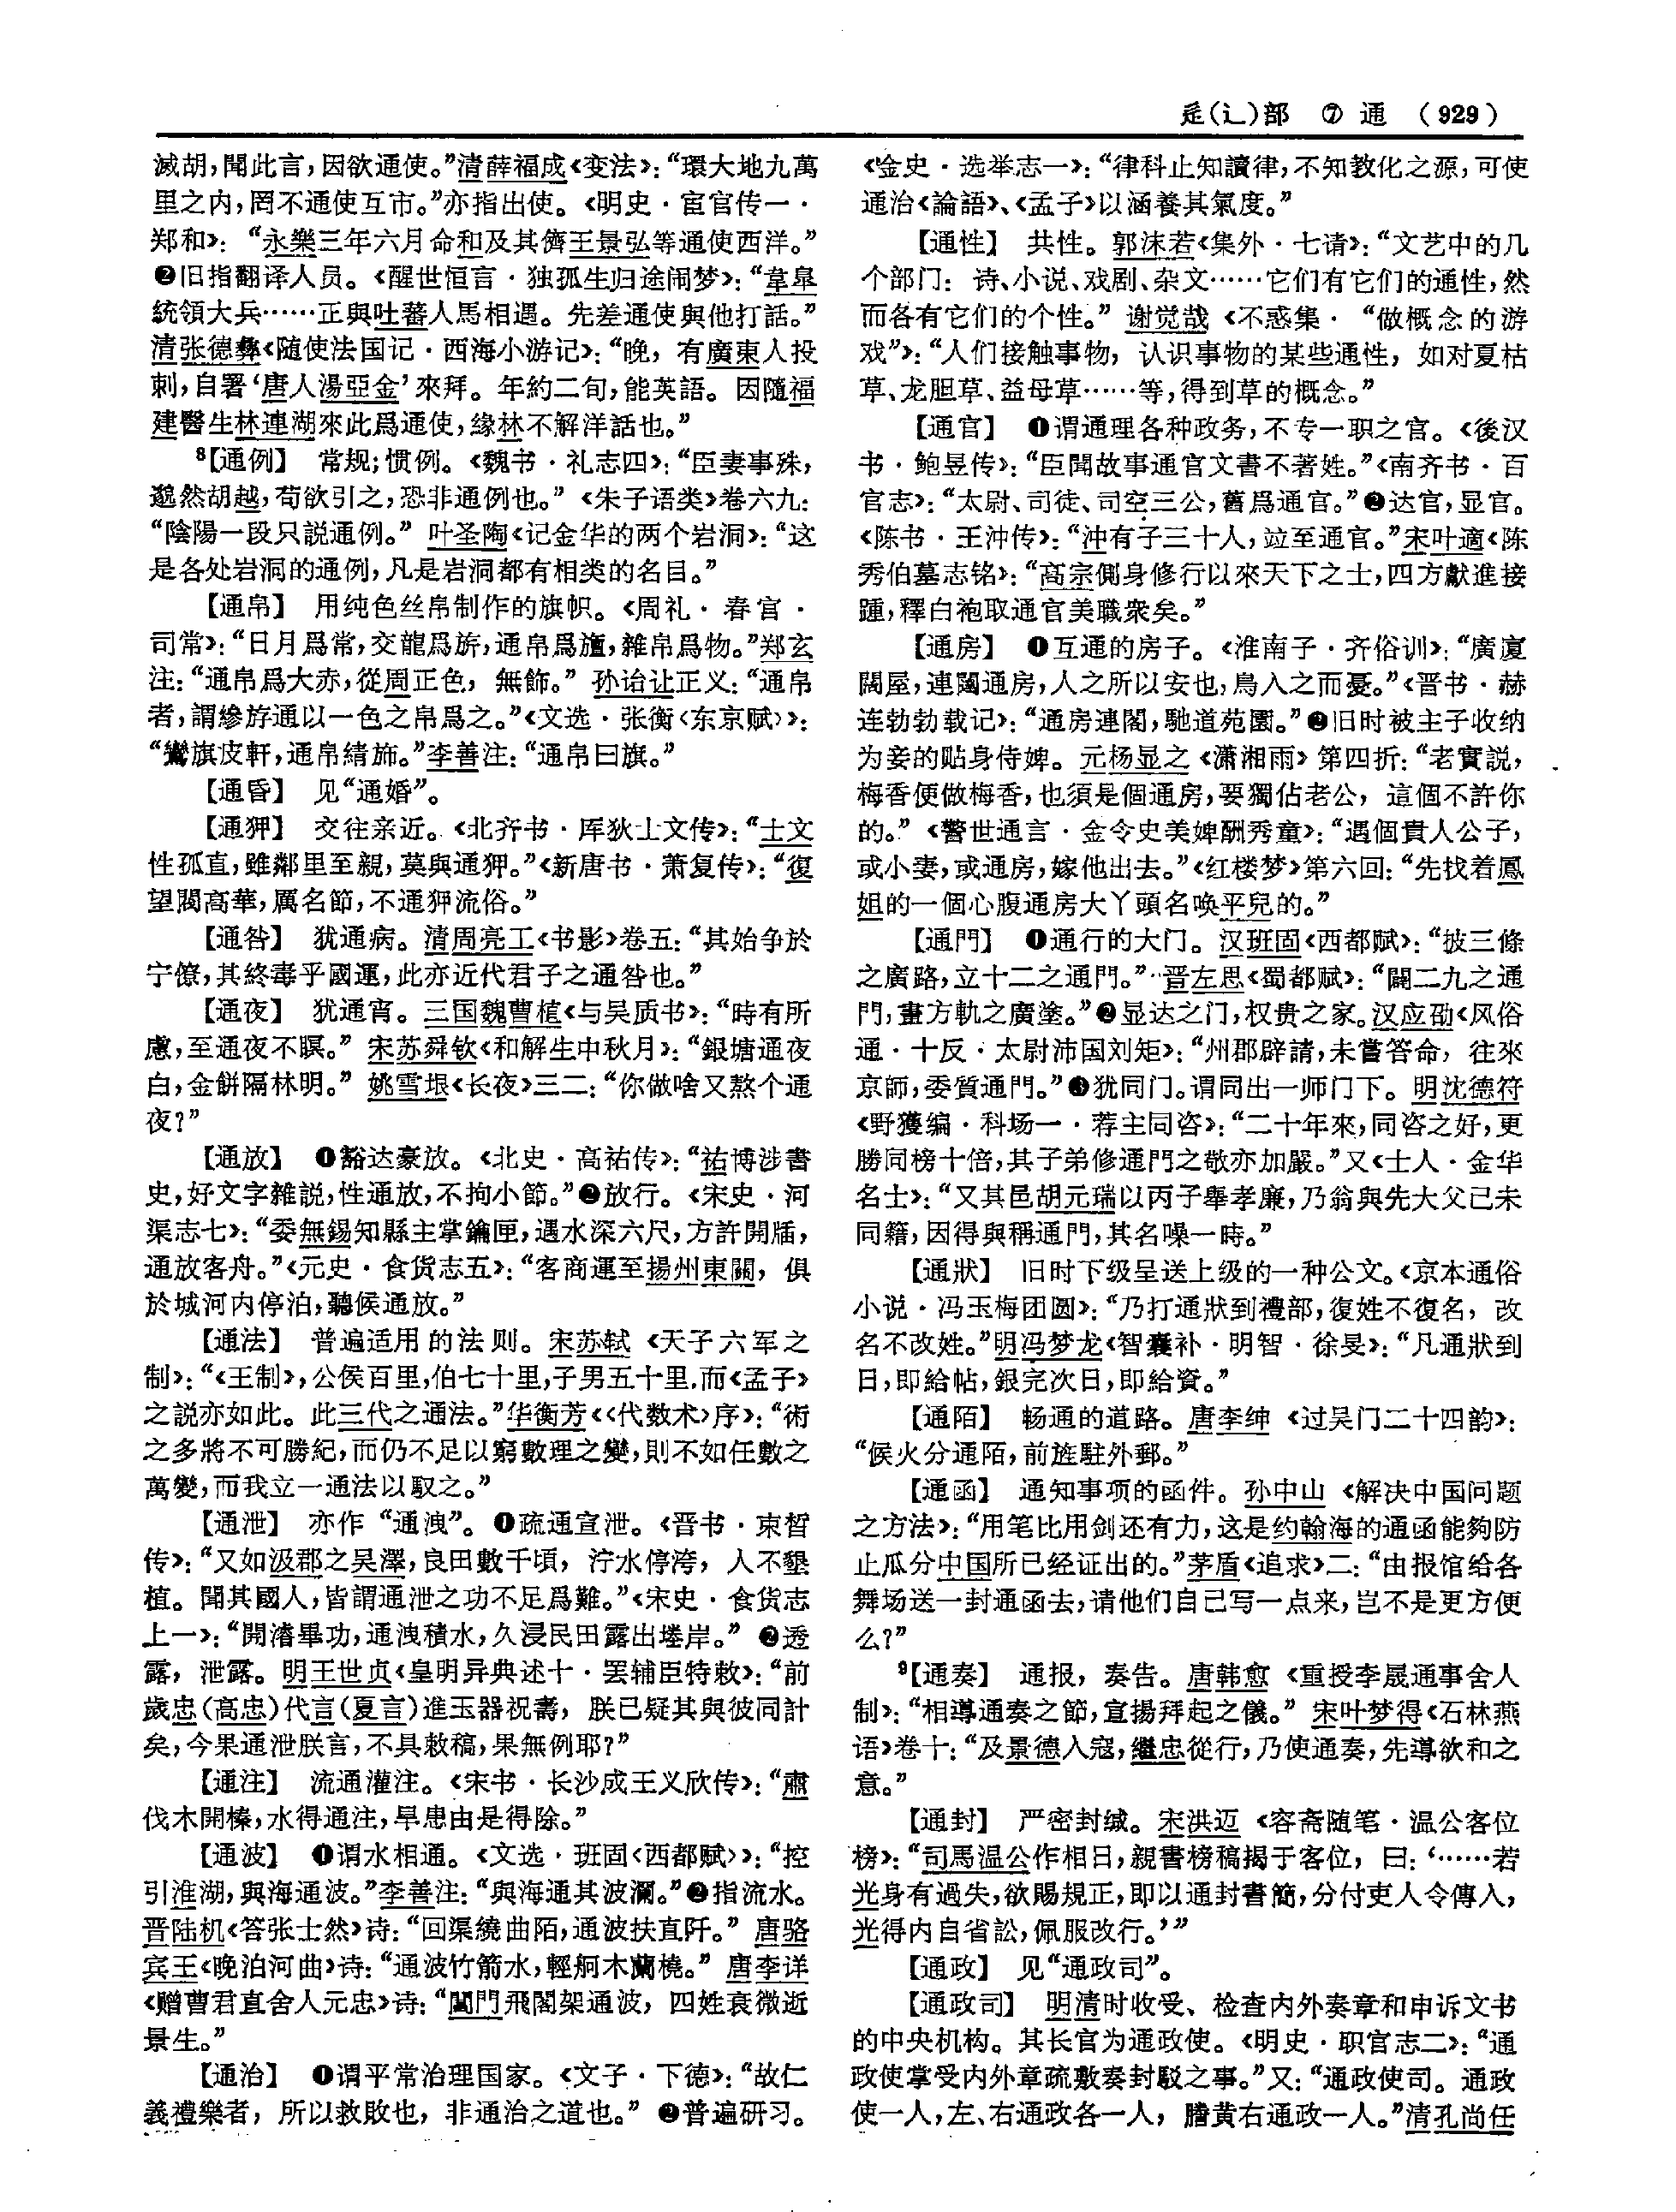 辵(辶)部 ⑦ 通 (929)
滅胡,聞此言,因欲通使。”清薛福成《变法》:“環大地九萬
里之内,罔不通使互市。”亦指出使。《明史·宦官传一·
郑和》:“永樂三年六月命和及其儕王景弘等通使西洋。”
❷旧指翻译人员。《醒世恒言·独孤生归途闹梦》:“韋皋
統領大兵……正與吐蕃人馬相遇。先差通使與他打話。”
清张德彝《随使法国记·西海小游记》:“晚,有廣東人投
刺,自署‘唐人湯亞金’來拜。年約二旬,能英語。因隨福
建醫生林連湖來此爲通使,緣林不解洋話也。”
⁸【通例】 常规;惯例。《魏书·礼志四》:“臣妻事殊,
邈然胡越,苟欲引之,恐非通例也。”《朱子语类》卷六九:
“陰陽一段只説通例。”叶圣陶《记金华的两个岩洞》:“这
是各处岩洞的通例,凡是岩洞都有相类的名目。”
【通帛】 用纯色丝帛制作的旗帜。《周礼·春官·
司常》:“日月爲常,交龍爲旂,通帛爲旜,雜帛爲物。”郑玄
注:“通帛爲大赤,從周正色,無飾。”孙诒让正义:“通帛
者,謂縿斿通以一色之帛爲之。”《文选·张衡〈东京赋〉》:
“鸞旗皮軒,通帛綪斾。”李善注:“通帛曰旗。”
【通昏】 见“通婚”。
【通狎】 交往亲近。《北齐书·厍狄士文传》:“士文
性孤直,雖鄰里至親,莫與通狎。”《新唐书·萧复传》:“復
望閥高華,厲名節,不通狎流俗。”
【通咎】 犹通病。清周亮工《书影》卷五:“其始争於
宁僚,其終毒乎國運,此亦近代君子之通咎也。”
【通夜】 犹通宵。三国魏曹植《与吴质书》:“時有所
慮,至通夜不瞑。”宋苏舜钦《和解生中秋月》:“銀塘通夜
白,金餅隔林明。”姚雪垠《长夜》三二:“你做啥又熬个通
夜?”
【通放】 ❶豁达豪放。《北史·高祐传》:“祐博涉書
史,好文字雜説,性通放,不拘小節。”❷放行。《宋史·河
渠志七》:“委無錫知縣主掌鑰匣,遇水深六尺,方許開牐,
通放客舟。”《元史·食货志五》:“客商運至揚州東關,俱
於城河内停泊,聽候通放。”
【通法】 普遍适用的法则。宋苏轼《天子六军之
制》:“《王制》,公侯百里,伯七十里,子男五十里,而《孟子》
之説亦如此。此三代之通法。”华衡芳《〈代数术〉序》:“術
之多將不可勝紀,而仍不足以窮數理之變,則不如任數之
萬變,而我立一通法以馭之。”
【通泄】 亦作“通洩”。❶疏通宣泄。《晋书·束皙
传》:“又如汲郡之吴澤,良田數千頃,泞水停洿,人不墾
植。聞其國人,皆謂通泄之功不足爲難。”《宋史·食货志
上一》:“開濬畢功,通洩積水,久浸民田露出塍岸。”❷透
露,泄露。明王世贞《皇明异典述十·罢辅臣特敕》:“前
歲忠(高忠)代言(夏言)進玉器祝壽,朕已疑其與彼同計
矣,今果通泄朕言,不具敕稿,果無例耶?”
【通注】 流通灌注。《宋书·长沙成王义欣传》:“肅
伐木開榛,水得通注,旱患由是得除。”
【通波】 ❶谓水相通。《文选·班固〈西都赋〉》:“控
引淮湖,與海通波。”李善注:“與海通其波瀾。”❷指流水。
晋陆机《答张士然》诗:“回渠繞曲陌,通波扶直阡。”唐骆
宾王《晚泊河曲》诗:“通波竹箭水,輕舸木蘭橈。”唐李详
《赠曹君直舍人元忠》诗:“閶門飛閣架通波,四姓衰微近
景生。”
【通治】 ❶谓平常治理国家。《文子·下德》:“故仁
義禮樂者,所以救敗也,非通治之道也。”❷普遍研习。
《金史·选举志一》:“律科止知讀律,不知教化之源,可使
通治《論語》、《孟子》以涵養其氣度。”
【通性】 共性。郭沫若《集外·七请》:“文艺中的几
个部门:诗、小说、戏剧、杂文……它们有它们的通性,然
而各有它们的个性。”谢觉哉《不惑集·“做概念的游
戏”》:“人们接触事物,认识事物的某些通性,如对夏枯
草、龙胆草、益母草……等,得到草的概念。”
【通官】 ❶谓通理各种政务,不专一职之官。《後汉
书·鲍昱传》:“臣聞故事通官文書不著姓。”《南齐书·百
官志》:“太尉、司徒、司空三公,舊爲通官。”❷达官,显官。
《陈书·王沖传》:“沖有子三十人,竝至通官。”宋叶適《陈
秀伯墓志铭》:“高宗側身修行以來天下之士,四方獻進接
踵,釋白袍取通官美職衆矣。”
【通房】 ❶互通的房子。《淮南子·齐俗训》:“廣廈
闊屋,連闥通房,人之所以安也,鳥入之而憂。”《晋书·赫
连勃勃载记》:“通房連閣,馳道苑園。”❷旧时被主子收纳
为妾的贴身侍婢。元杨显之《潇湘雨》第四折:“老實説,
梅香便做梅香,也須是個通房,要獨佔老公,這個不許你
的。”《警世通言·金令史美婢酬秀童》:“遇個貴人公子,
或小妻,或通房,嫁他出去。”《红楼梦》第六回:“先找着鳳
姐的一個心腹通房大丫頭名唤平兒的。”
【通門】 ❶通行的大门。汉班固《西都赋》:“披三條
之廣路,立十二之通門。”晋左思《蜀都赋》:“闢二九之通
門,畫方軌之廣塗。”❷显达之门,权贵之家。汉应劭《风俗
通·十反·太尉沛国刘矩》:“州郡辟請,未嘗答命,往來
京師,委質通門。”❸犹同门。谓同出一师门下。明沈德符
《野獲编·科场一·荐主同咨》:“二十年來,同咨之好,更
勝同榜十倍,其子弟修通門之敬亦加嚴。”又《士人·金华
名士》:“又其邑胡元瑞以丙子舉孝廉,乃翁與先大父己未
同籍,因得與稱通門,其名噪一時。”
【通狀】 旧时下级呈送上级的一种公文。《京本通俗
小说·冯玉梅团圆》:“乃打通狀到禮部,復姓不復名,改
名不改姓。”明冯梦龙《智囊补·明智·徐旻》:“凡通狀到
日,即給帖,銀完次日,即給資。”
【通陌】 畅通的道路。唐李绅《过吴门二十四韵》:
“候火分通陌,前旌駐外郵。”
【通函】 通知事项的函件。孙中山《解决中国问题
之方法》:“用笔比用剑还有力,这是约翰海的通函能夠防
止瓜分中国所已经证出的。”茅盾《追求》二:“由报馆给各
舞场送一封通函去,请他们自己写一点来,岂不是更方便
么?”
⁹【通奏】 通报,奏告。唐韩愈《重授李晟通事舍人
制》:“相導通奏之節,宣揚拜起之儀。”宋叶梦得《石林燕
语》卷十:“及景德入寇,繼忠從行,乃使通奏,先導欲和之
意。”
【通封】 严密封缄。宋洪迈《容斋随笔·温公客位
榜》:“司馬温公作相日,親書榜稿揭于客位,曰:‘……若
光身有過失,欲賜規正,即以通封書簡,分付吏人令傳入,
光得内自省訟,佩服改行。’”
【通政】 见“通政司”。
【通政司】 明清时收受、检查内外奏章和申诉文书
的中央机构。其长官为通政使。《明史·职官志二》:“通
政使掌受内外章疏敷奏封駁之事。”又:“通政使司。通政
使一人,左、右通政各一人,謄黄右通政一人。”清孔尚任